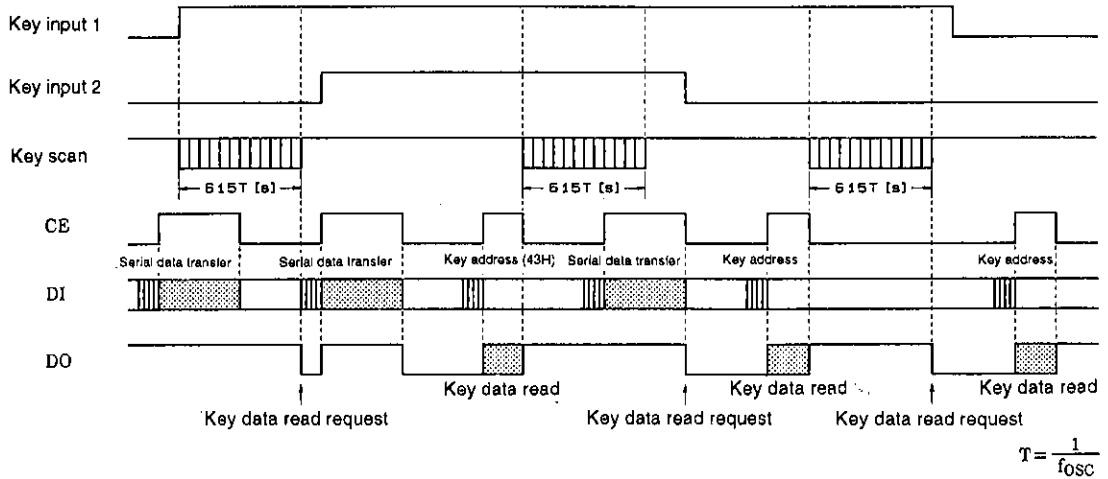 Key input 1
Key input 2
Key scan
615T [s]
615T [s]
615T [s]
CE
Serial data transfer
Serial data transfer
Key address (43H)
Serial data transfer
Key address
Key address
DI
DO
Key data read
Key data read
Key data read
Key data read request
Key data read request
Key data read request
T = 1 / fOSC